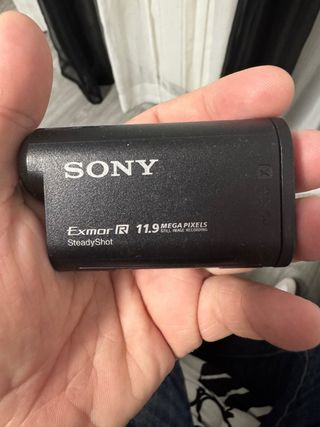 SONY
Exmor R 11.9 MEGA PIXELS
STILL IMAGE RECORDING
SteadyShot